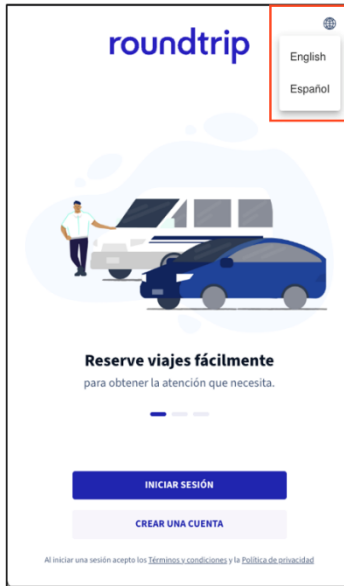 roundtrip
English
Español
Reserve viajes fácilmente
para obtener la atención que necesita.
INICIAR SESIÓN
CREAR UNA CUENTA
Al iniciar una sesión acepto los Términos y condiciones y la Política de privacidad